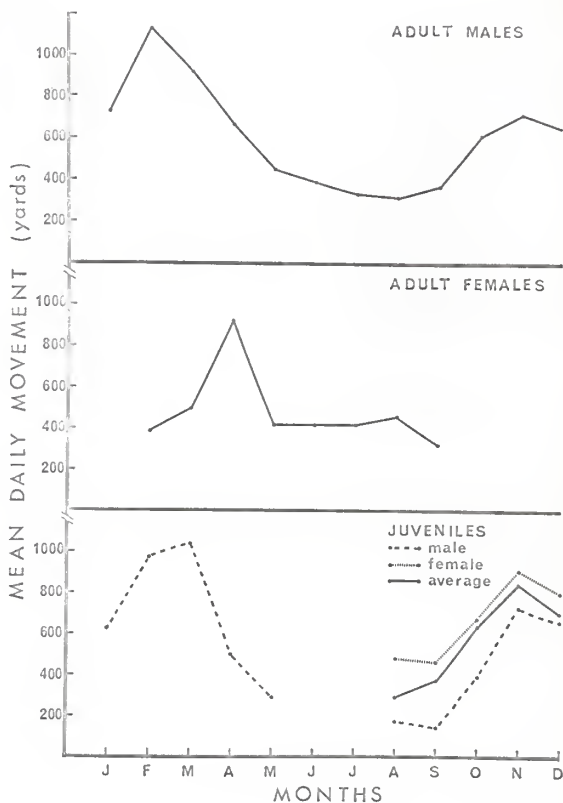 ADULT MALES
1000
800
600
400
200
ADULT FEMALES
1000
800
600
400
200
JUVENILES
male
female
average
1000
800
600
400
200
J F M A M J J A S O N D
MONTHS
MEAN DAILY MOVEMENT (yards)